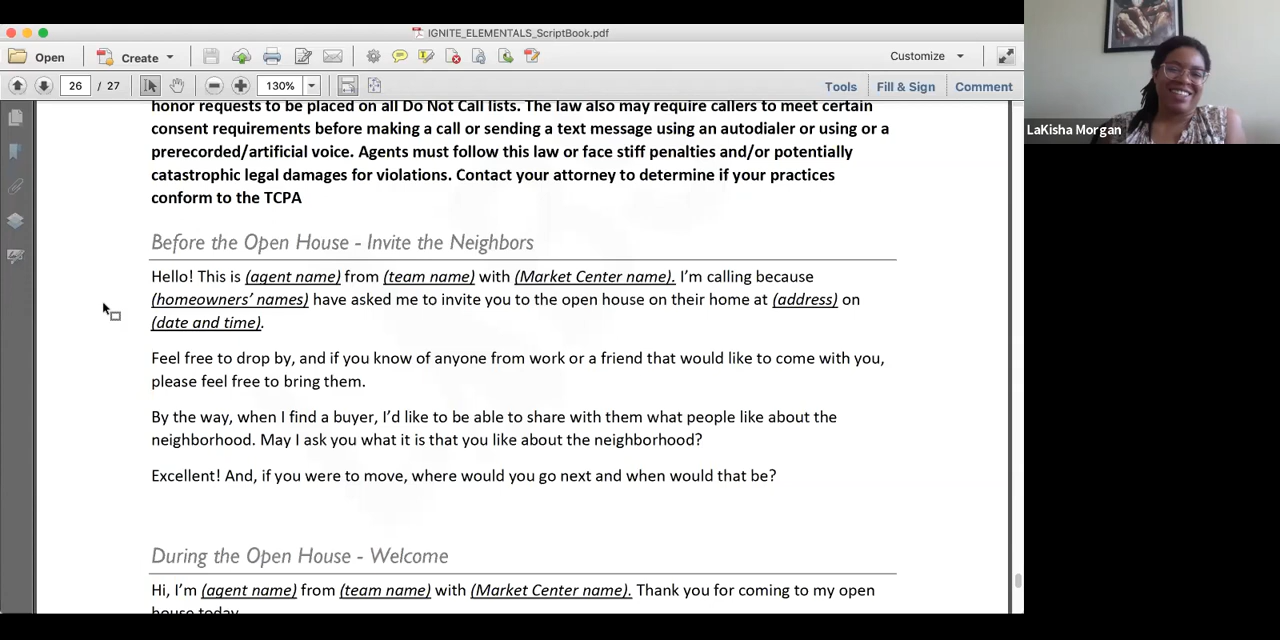 IGNITE_ELEMENTALS_ScriptBook.pdf
Open
Create
Customize
26 / 27
130%
Tools
Fill & Sign
Comment
honor requests to be placed on all Do Not Call lists. The law also may require callers to meet certain
consent requirements before making a call or sending a text message using an autodialer or using or a
prerecorded/artificial voice. Agents must follow this law or face stiff penalties and/or potentially
catastrophic legal damages for violations. Contact your attorney to determine if your practices
conform to the TCPA
Before the Open House - Invite the Neighbors
Hello! This is (agent name) from (team name) with (Market Center name). I’m calling because
(homeowners’ names) have asked me to invite you to the open house on their home at (address) on
(date and time).
Feel free to drop by, and if you know of anyone from work or a friend that would like to come with you,
please feel free to bring them.
By the way, when I find a buyer, I’d like to be able to share with them what people like about the
neighborhood. May I ask you what it is that you like about the neighborhood?
Excellent! And, if you were to move, where would you go next and when would that be?
During the Open House - Welcome
Hi, I’m (agent name) from (team name) with (Market Center name). Thank you for coming to my open
house today
LaKisha Morgan